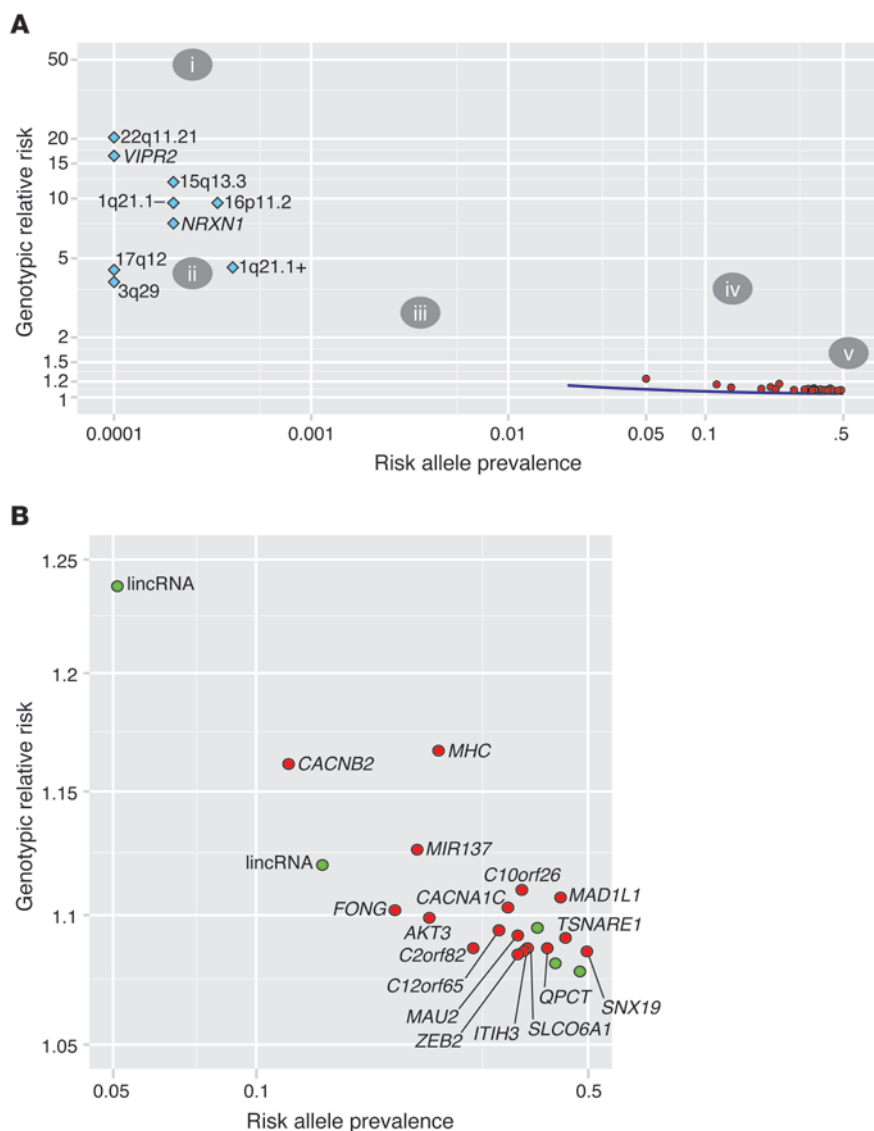 A
Genotypic relative risk
50
20
15
10
5
2
1.5
1.2
1
i
22q11.21
VIPR2
15q13.3
1q21.1–
16p11.2
NRXN1
17q12
ii
1q21.1+
3q29
iii
iv
v
0.0001
0.001
0.01
0.05
0.1
.5
Risk allele prevalence
B
Genotypic relative risk
1.25
1.2
1.15
1.1
1.05
lincRNA
CACNB2
MHC
MIR137
lincRNA
C10orf26
CACNA1C
MAD1L1
FONG
AKT3
TSNARE1
C2orf82
C12orf65
MAU2
QPCT
SNX19
ZEB2
ITIH3
SLCO6A1
0.05
0.1
0.5
Risk allele prevalence